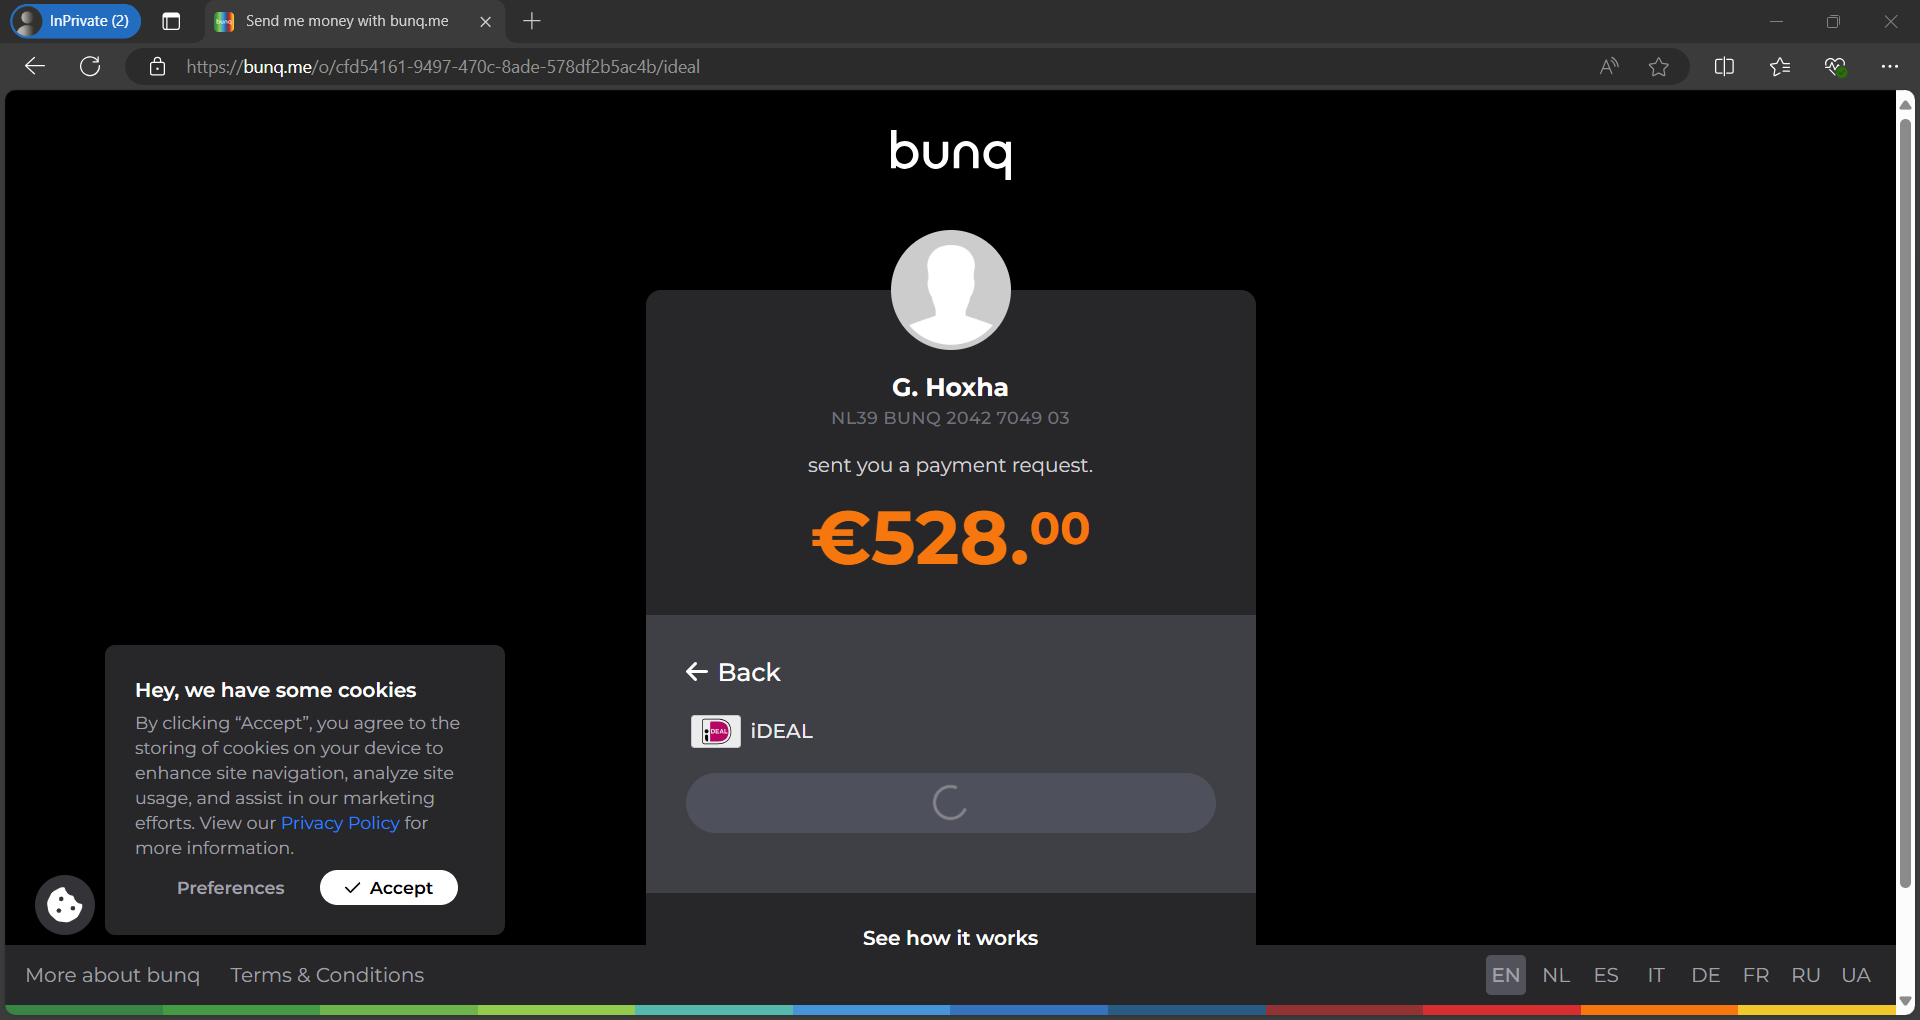 InPrivate (2)
bunq
Send me money with bunq.me
https://bunq.me/o/cfd54161-9497-470c-8ade-578df2b5ac4b/ideal
bunq
G. Hoxha
NL39 BUNQ 2042 7049 03
sent you a payment request.
€528.00
Back
iDEAL
iDEAL
Hey, we have some cookies
By clicking “Accept”, you agree to the
storing of cookies on your device to
enhance site navigation, analyze site
usage, and assist in our marketing
efforts. View our Privacy Policy for
more information.
Preferences
Accept
See how it works
More about bunq
Terms & Conditions
EN NL ES IT DE FR RU UA